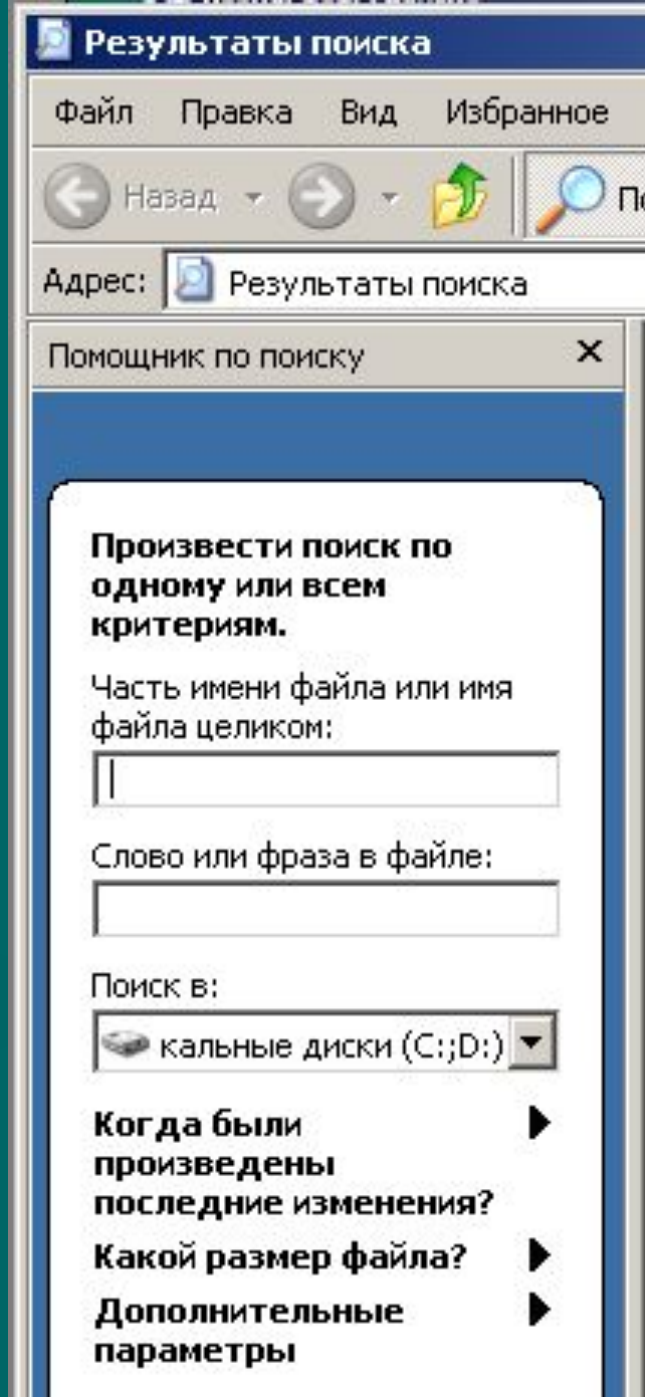 Результаты поиска
Файл Правка Вид Избранное
Назад
Адрес: Результаты поиска
Помощник по поиску
Произвести поиск по
одному или всем
критериям.
Часть имени файла или имя
файла целиком:
Слово или фраза в файле:
Поиск в:
кальные диски (C:;D:)
Когда были
произведены
последние изменения?
Какой размер файла?
Дополнительные
параметры